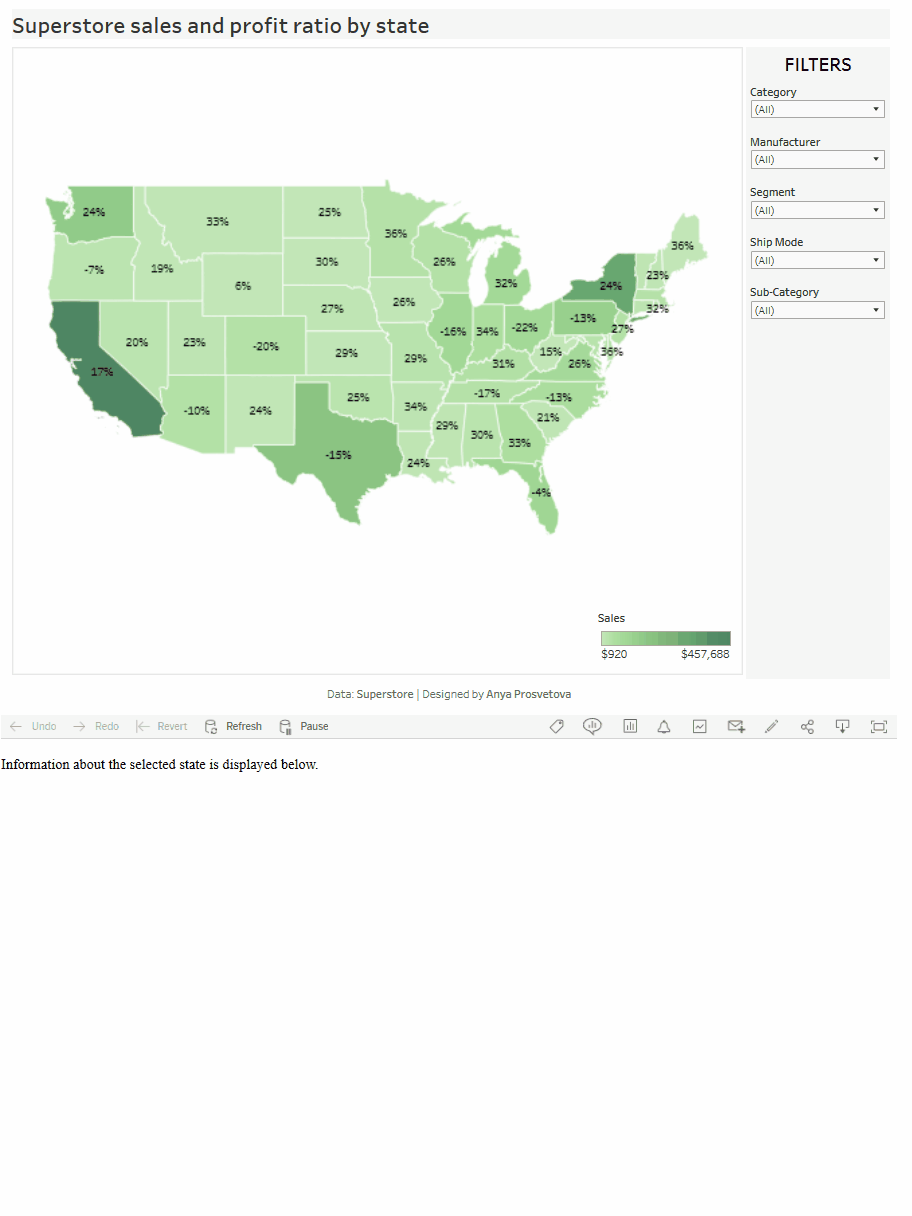 Superstore sales and profit ratio by state
FILTERS
Category
(All)
Manufacturer
(All)
Segment
(All)
Ship Mode
(All)
Sub-Category
(All)
24%
33%
25%
36%
36%
-7%
19%
30%
26%
23%
6%
32%
24%
27%
26%
32%
-13%
27%
20%
23%
-20%
29%
29%
-16%
34%
-22%
31%
15%
26%
36%
17%
-10%
24%
25%
34%
-17%
-13%
29%
30%
33%
21%
-15%
24%
-4%
Sales
$920
$457,688
Data: Superstore | Designed by Anya Prosvetova
Undo
Redo
Revert
Refresh
Pause
Information about the selected state is displayed below.